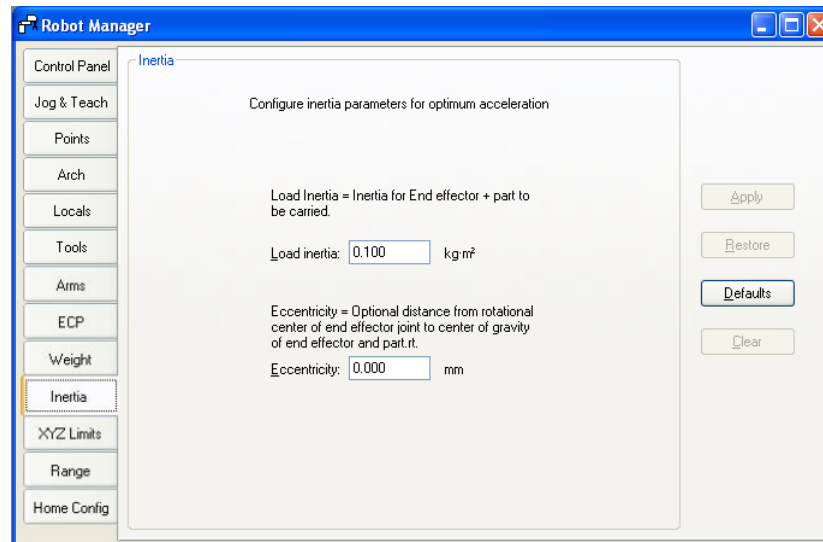 Robot Manager
Control Panel
Jog & Teach
Points
Arch
Locals
Tools
Arms
ECP
Weight
Inertia
XYZ Limits
Range
Home Config
Inertia
Configure inertia parameters for optimum acceleration
Load Inertia = Inertia for End effector + part to
be carried.
Load inertia: 0.100 kg·m²
Eccentricity = Optional distance from rotational
center of end effector joint to center of gravity
of end effector and part.rt.
Eccentricity: 0.000 mm
Apply
Restore
Defaults
Clear